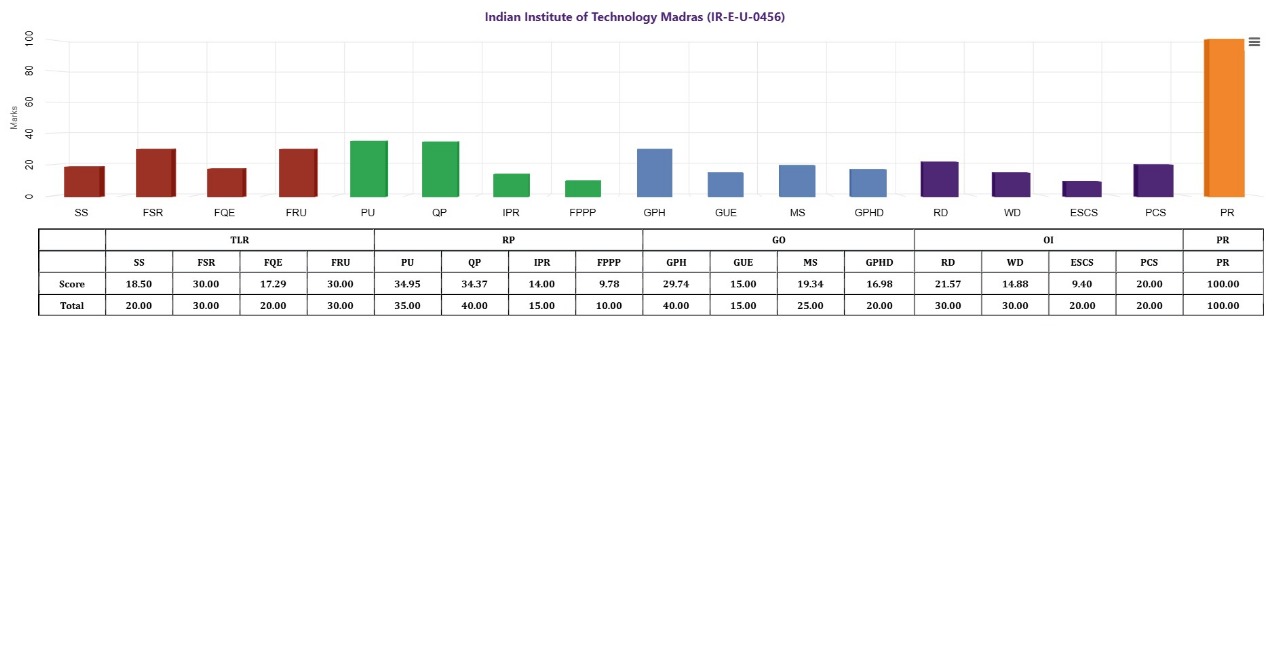 Indian Institute of Technology Madras (IR-E-U-0456)
100
80
60
40
20
0
Marks
SS FSR FQE FRU PU QP IPR FPPP GPH GUE MS GPHD RD WD ESCS PCS PR
TLR RP GO OI PR
SS FSR FQE FRU PU QP IPR FPPP GPH GUE MS GPHD RD WD ESCS PCS PR
Score 18.50 30.00 17.29 30.00 34.95 34.37 14.00 9.78 29.74 15.00 19.34 16.98 21.57 14.88 9.40 20.00 100.00
Total 20.00 30.00 20.00 30.00 35.00 40.00 15.00 10.00 40.00 15.00 25.00 20.00 30.00 30.00 20.00 20.00 100.00